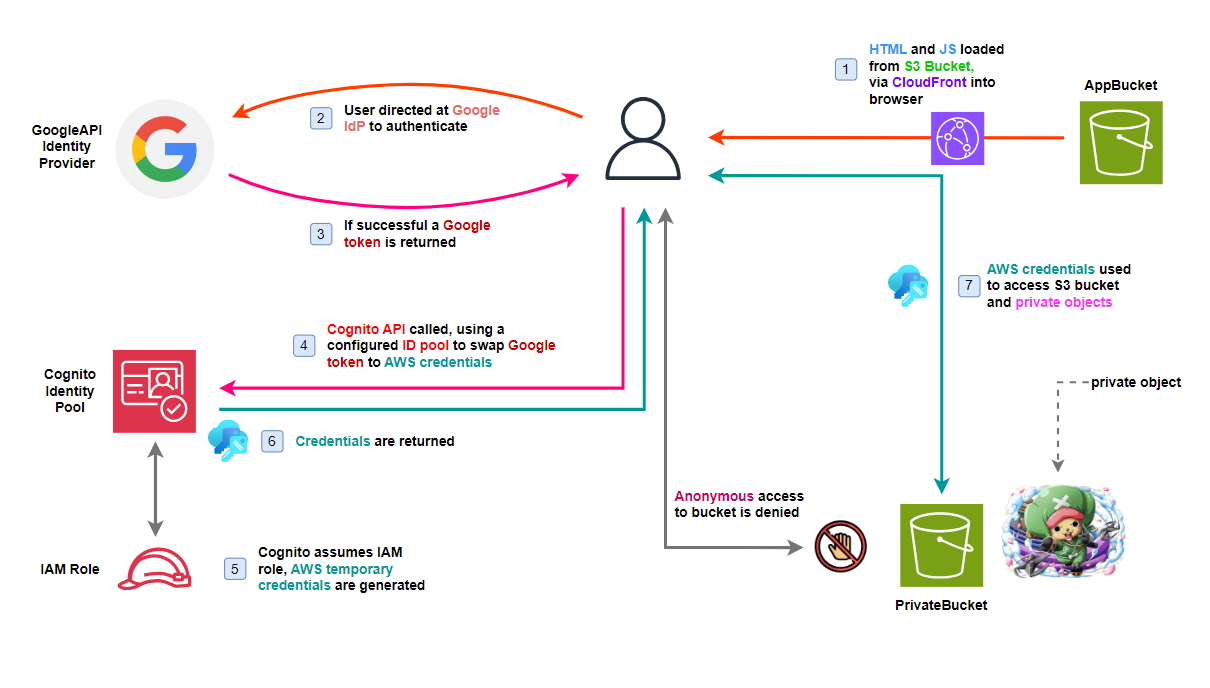 1
HTML and JS loaded
from S3 Bucket,
via CloudFront into
browser
AppBucket
2
User directed at Google
IdP to authenticate
GoogleAPI
Identity
Provider
3
If successful a Google
token is returned
7
AWS credentials used
to access S3 bucket
and private objects
4
Cognito API called, using a
configured ID pool to swap Google
token to AWS credentials
Cognito
Identity
Pool
private object
6
Credentials are returned
Anonymous access
to bucket is denied
5
Cognito assumes IAM
role, AWS temporary
credentials are generated
IAM Role
PrivateBucket